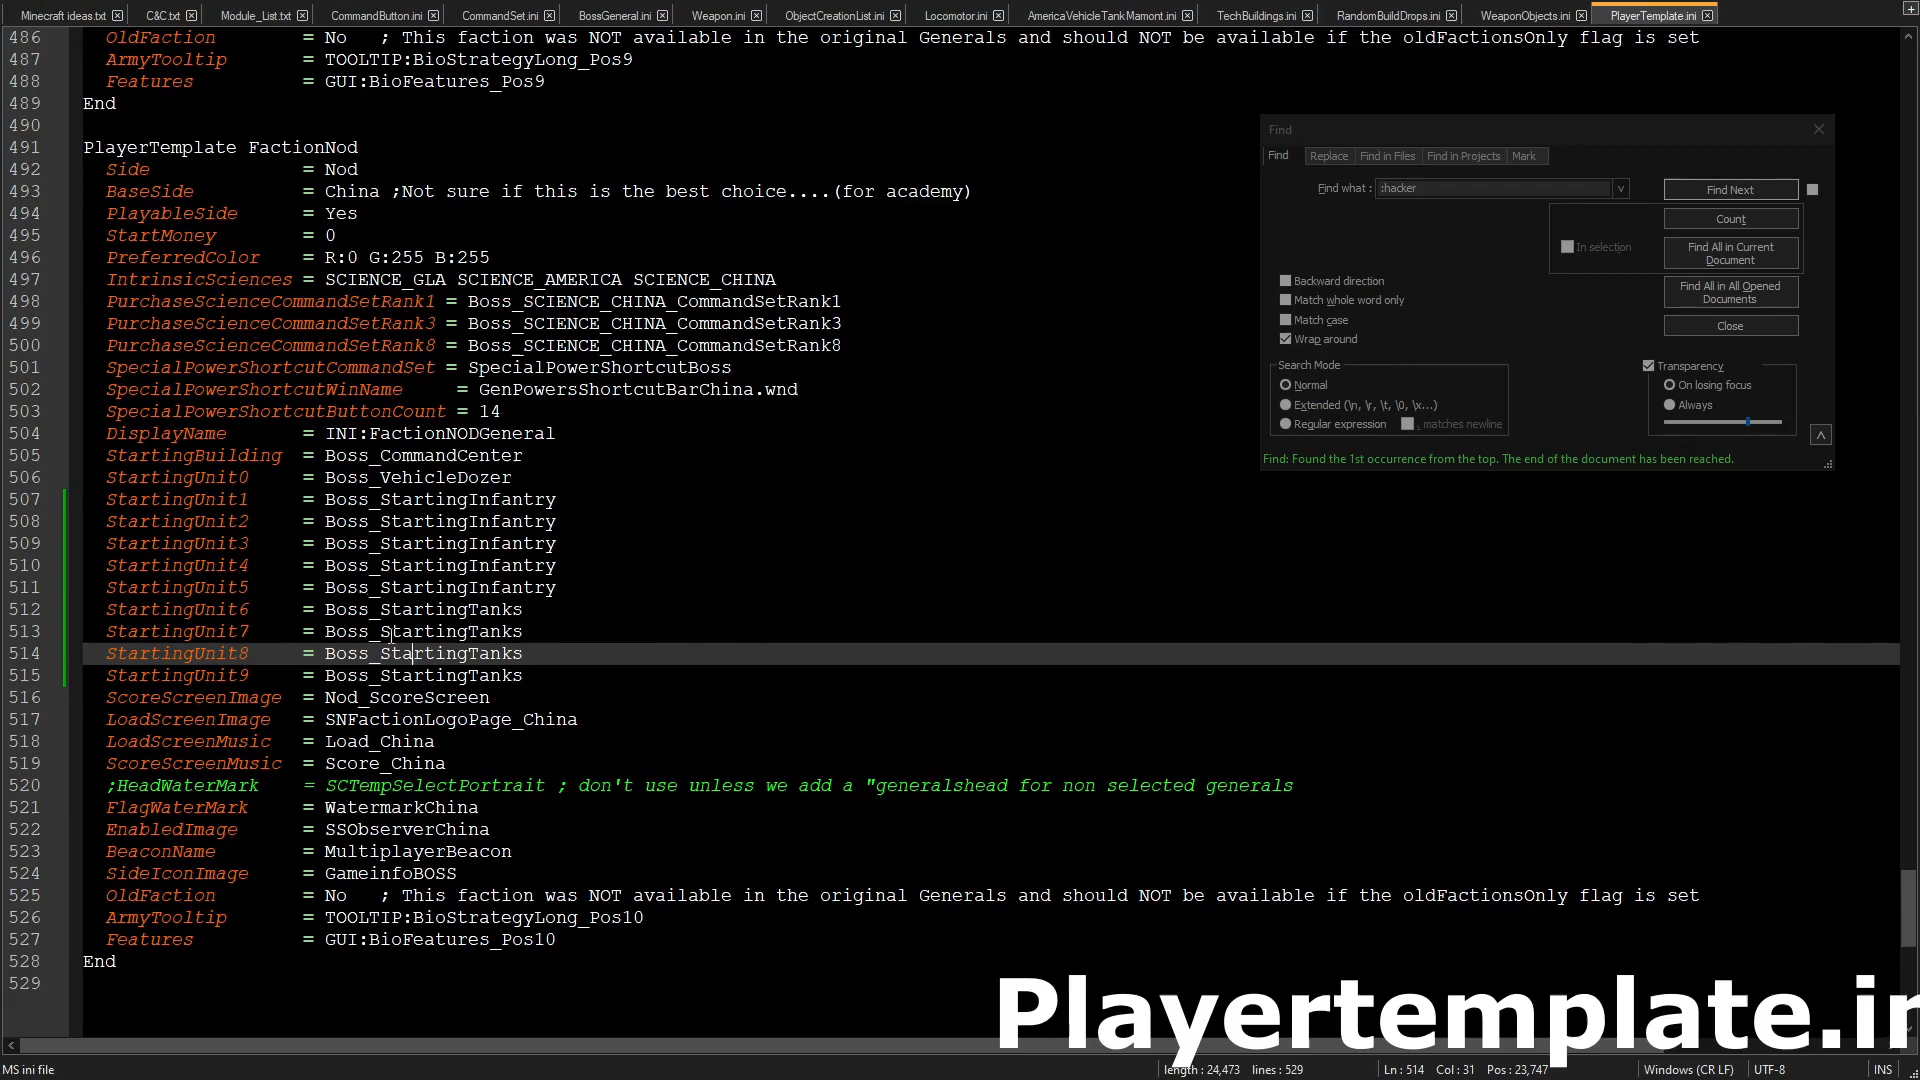 Minecraft ideas.txt C&C.txt Module_List.txt CommandButton.ini CommandSet.ini BossGeneral.ini Weapon.ini ObjectCreationList.ini Locomotor.ini AmericaVehicleTankMamont.ini TechBuildings.ini RandomBuildDrops.ini WeaponObjects.ini PlayerTemplate.ini
486 OldFaction = No ; This faction was NOT available in the original Generals and should NOT be available if the oldFactionsOnly flag is set
487 ArmyTooltip = TOOLTIP:BioStrategyLong_Pos9
488 Features = GUI:BioFeatures_Pos9
489 End
490
491 PlayerTemplate FactionNod
492 Side = Nod
493 BaseSide = China ;Not sure if this is the best choice....(for academy)
494 PlayableSide = Yes
495 StartMoney = 0
496 PreferredColor = R:0 G:255 B:255
497 IntrinsicSciences = SCIENCE_GLA SCIENCE_AMERICA SCIENCE_CHINA
498 PurchaseScienceCommandSetRank1 = Boss_SCIENCE_CHINA_CommandSetRank1
499 PurchaseScienceCommandSetRank3 = Boss_SCIENCE_CHINA_CommandSetRank3
500 PurchaseScienceCommandSetRank8 = Boss_SCIENCE_CHINA_CommandSetRank8
501 SpecialPowerShortcutCommandSet = SpecialPowerShortcutBoss
502 SpecialPowerShortcutWinName = GenPowersShortcutBarChina.wnd
503 SpecialPowerShortcutButtonCount = 14
504 DisplayName = INI:FactionNODGeneral
505 StartingBuilding = Boss_CommandCenter
506 StartingUnit0 = Boss_VehicleDozer
507 StartingUnit1 = Boss_StartingInfantry
508 StartingUnit2 = Boss_StartingInfantry
509 StartingUnit3 = Boss_StartingInfantry
510 StartingUnit4 = Boss_StartingInfantry
511 StartingUnit5 = Boss_StartingInfantry
512 StartingUnit6 = Boss_StartingTanks
513 StartingUnit7 = Boss_StartingTanks
514 StartingUnit8 = Boss_StartingTanks
515 StartingUnit9 = Boss_StartingTanks
516 ScoreScreenImage = Nod_ScoreScreen
517 LoadScreenImage = SNFactionLogoPage_China
518 LoadScreenMusic = Load_China
519 ScoreScreenMusic = Score_China
520 ;HeadWaterMark = SCTempSelectPortrait ; don't use unless we add a "generalshead for non selected generals
521 FlagWaterMark = WatermarkChina
522 EnabledImage = SSObserverChina
523 BeaconName = MultiplayerBeacon
524 SideIconImage = GameinfoBOSS
525 OldFaction = No ; This faction was NOT available in the original Generals and should NOT be available if the oldFactionsOnly flag is set
526 ArmyTooltip = TOOLTIP:BioStrategyLong_Pos10
527 Features = GUI:BioFeatures_Pos10
528 End
529
Find
Find Replace Find in Files Find in Projects Mark
Find what : :hacker Find Next
Count
In selection Find All in Current Document
Backward direction Find All in All Opened Documents
Match whole word only
Match case Close
Wrap around
Search Mode Transparency
Normal On losing focus
Extended (\n, \r, \t, \0, \x...) Always
Regular expression . matches newline
Find: Found the 1st occurrence from the top. The end of the document has been reached.
Playertemplate.in
MS ini file length : 24,473 lines : 529 Ln : 514 Col : 31 Pos : 23,747 Windows (CR LF) UTF-8 INS